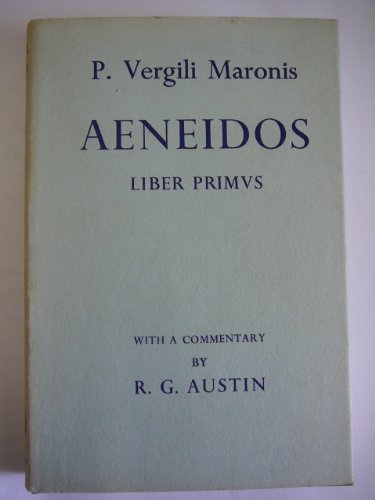 P. Vergili Maronis
AENEIDOS
LIBER PRIMVS
WITH A COMMENTARY
BY
R. G. AUSTIN